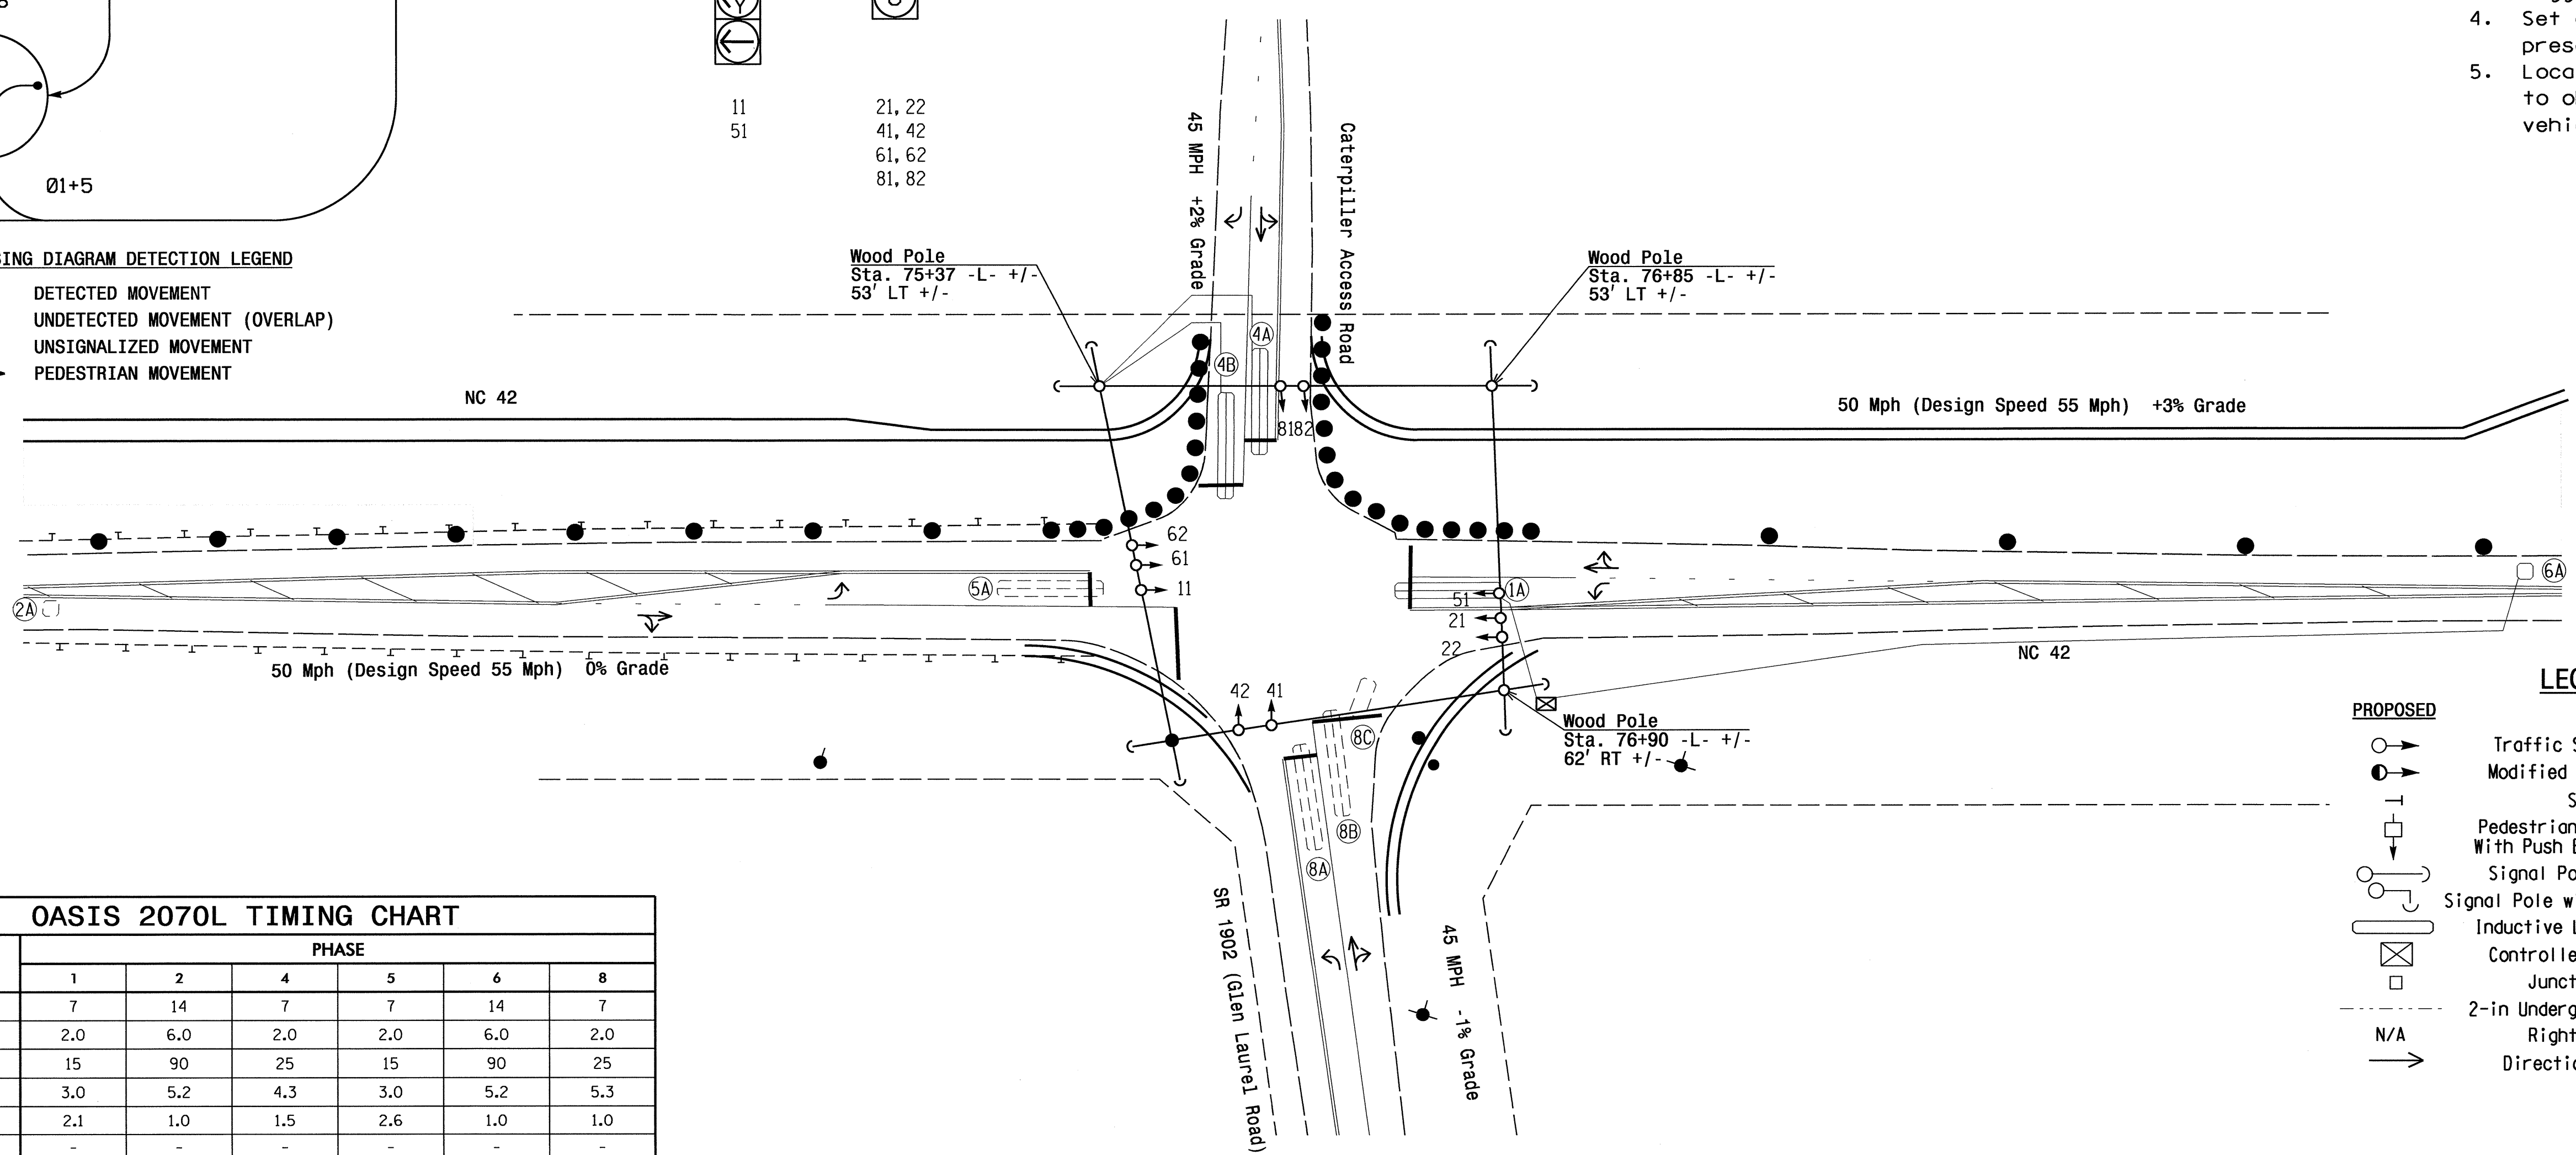 Ø1+5
SING DIAGRAM DETECTION LEGEND
DETECTED MOVEMENT
UNDETECTED MOVEMENT (OVERLAP)
UNSIGNALIZED MOVEMENT
PEDESTRIAN MOVEMENT
Y
11
51
21, 22
41, 42
61, 62
81, 82
4. Set
pres
5. Loca
to o
vehi
45 MPH +2% Grade
Caterpiller Access Road
Wood Pole
Sta. 75+37 -L- +/-
53' LT +/-
Wood Pole
Sta. 76+85 -L- +/-
53' LT +/-
4A
4B
NC 42
50 Mph (Design Speed 55 Mph) +3% Grade
81 82
62
61
11
5A
2A
1A
6A
51
21
22
50 Mph (Design Speed 55 Mph) 0% Grade
NC 42
42 41
8C
8B
8A
Wood Pole
Sta. 76+90 -L- +/-
62' RT +/-
SR 1902 (Glen Laurel Road)
45 MPH -1% Grade
LEG
PROPOSED
Traffic S
Modified
S
Pedestrian
With Push B
Signal Po
Signal Pole w
Inductive L
Controlle
Junct
2-in Underg
N/A Right
Directio
OASIS 2070L TIMING CHART
PHASE
1 2 4 5 6 8
7 14 7 7 14 7
2.0 6.0 2.0 2.0 6.0 2.0
15 90 25 15 90 25
3.0 5.2 4.3 3.0 5.2 5.3
2.1 1.0 1.5 2.6 1.0 1.0
- - - - - -